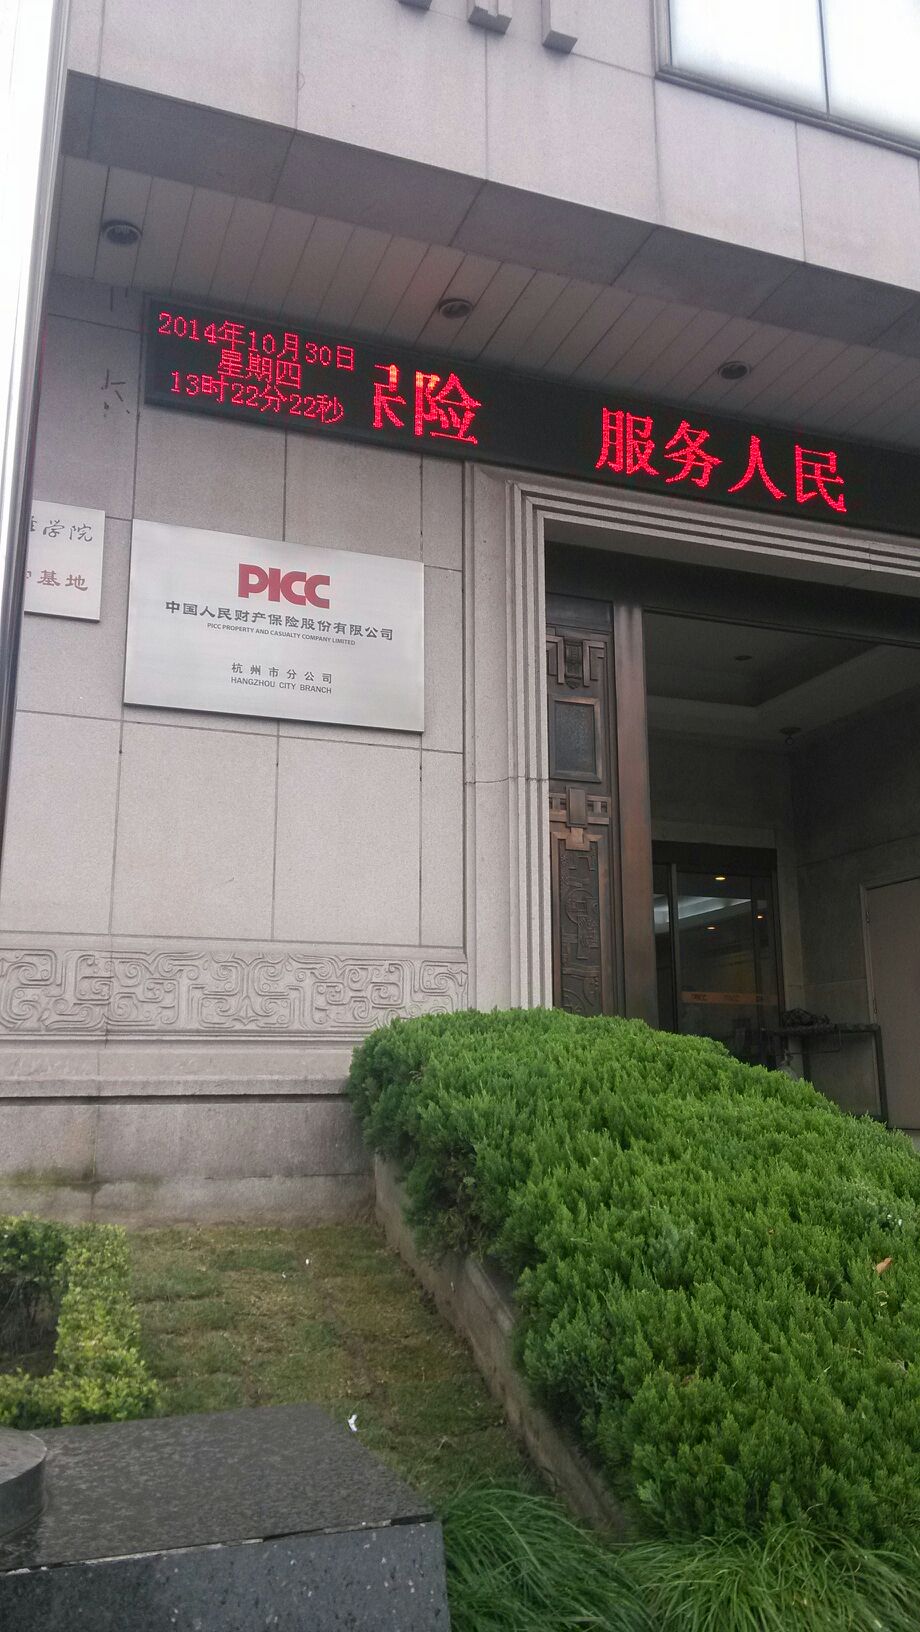 2014年10月30日
星期四
13时22分22秒
保险 服务人民
学院
基地
PICC
中国人民财产保险股份有限公司
PICC PROPERTY AND CASUALTY COMPANY LIMITED
杭州市分公司
HANGZHOU CITY BRANCH
PICC PICC